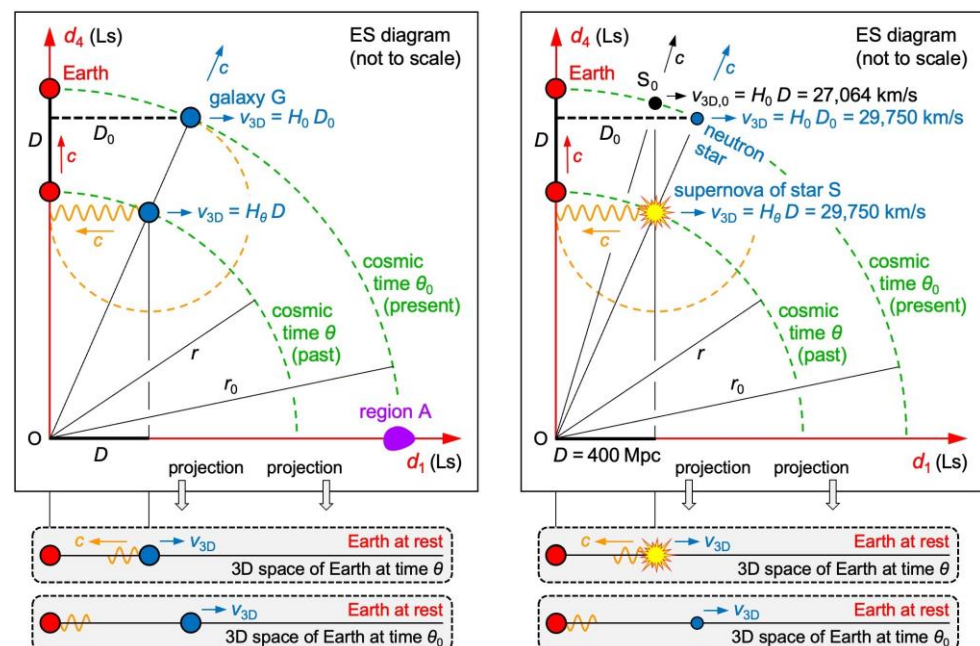 d₄ (Ls)
ES diagram
(not to scale)
Earth
c
galaxy G
D₀
v₃D = H₀ D₀
D
c
v₃D = Hθ D
c
cosmic
time θ₀
(present)
cosmic
time θ
(past)
r
r₀
region A
O
D
d₁ (Ls)
projection
projection
c
v₃D
Earth at rest
3D space of Earth at time θ
v₃D
Earth at rest
3D space of Earth at time θ₀
d₄ (Ls)
ES diagram
(not to scale)
Earth
c
c
S₀
v₃D,₀ = H₀ D = 27,064 km/s
D₀
v₃D = H₀ D₀ = 29,750 km/s
neutron
star
D
c
supernova of star S
v₃D = Hθ D = 29,750 km/s
c
cosmic
time θ₀
(present)
cosmic
time θ
(past)
r
r₀
O
D = 400 Mpc
d₁ (Ls)
projection
projection
c
v₃D
Earth at rest
3D space of Earth at time θ
v₃D
Earth at rest
3D space of Earth at time θ₀